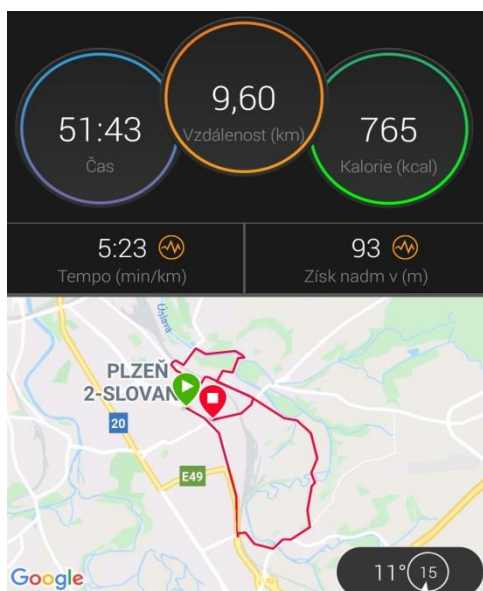 9,60
51:43
Vzdálenost (km)
765
Čas
Kalorie (kcal)
5:23
93
Tempo (min/km)
Získ nadm v (m)
Úslava
PLZEŇ
2-SLOVAN
20
E49
Google
11°
15